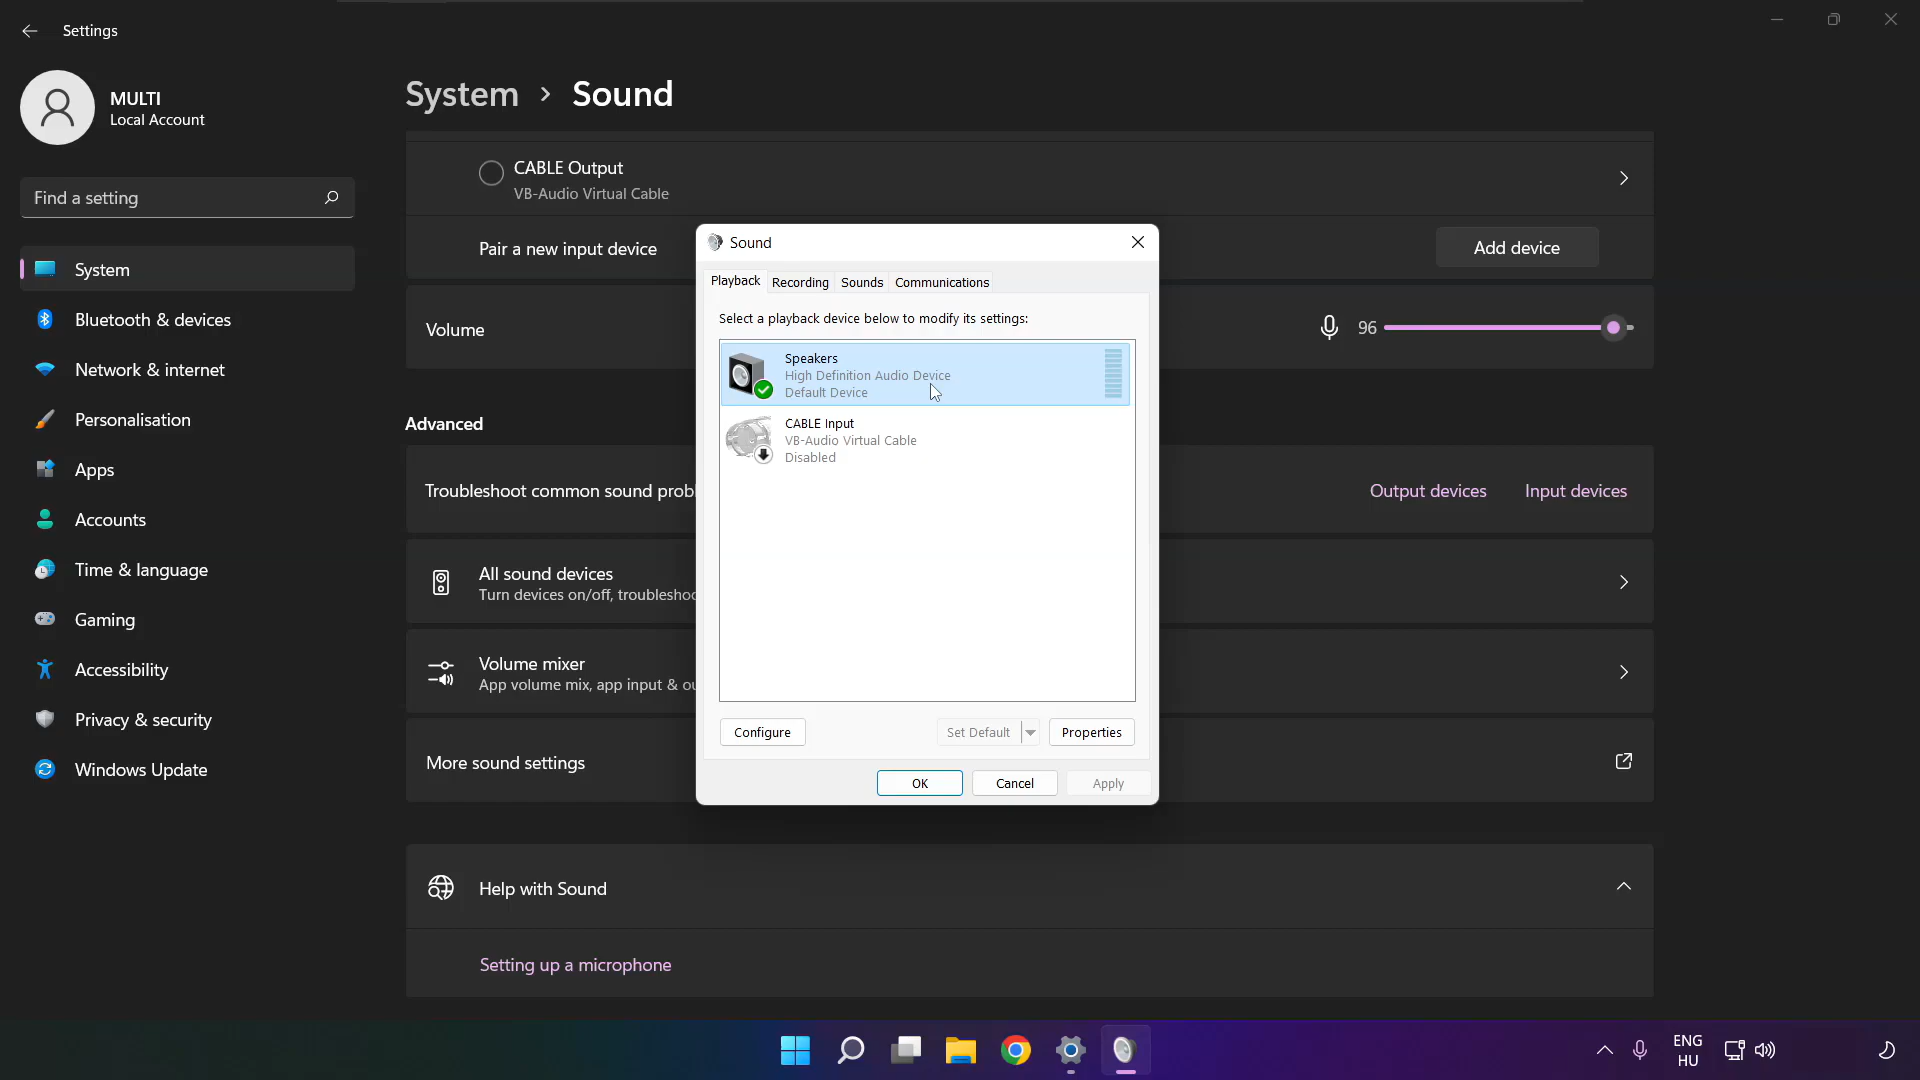 Settings
MULTI
Local Account
Find a setting
System
Bluetooth & devices
Network & internet
Personalisation
Apps
Accounts
Time & language
Gaming
Accessibility
Privacy & security
Windows Update
System > Sound
CABLE Output
VB-Audio Virtual Cable
Pair a new input device
Add device
Volume
96
Advanced
Troubleshoot common sound
Output devices
Input devices
All sound devices
Turn devices on/off,
Volume mixer
App volume mix, app input &
More sound settings
Help with Sound
Setting up a microphone
Sound
Playback
Recording
Sounds
Communications
Select a playback device below to modify its settings:
Speakers
High Definition Audio Device
Default Device
CABLE Input
VB-Audio Virtual Cable
Disabled
Configure
Set Default
Properties
OK
Cancel
Apply
ENG
HU